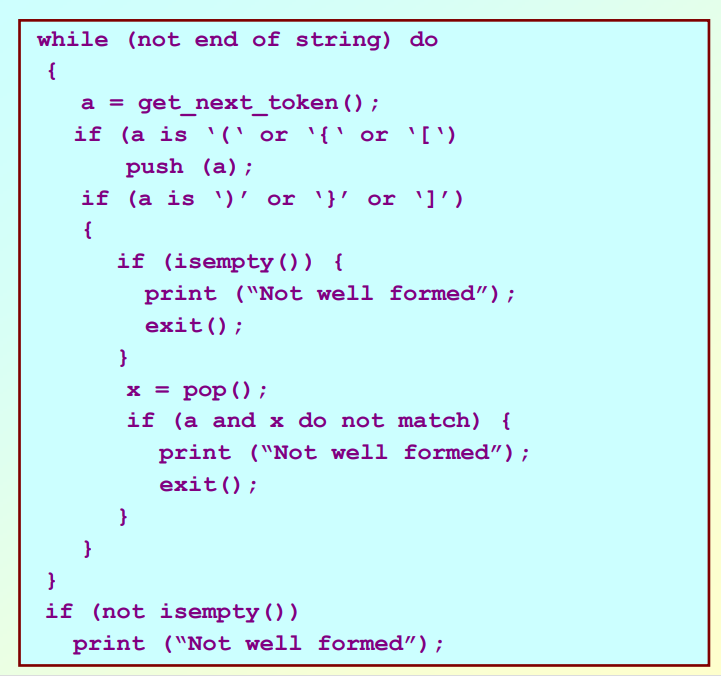 while (not end of string) do
{
a = get_next_token();
if (a is ‘(‘ or ‘{‘ or ‘[‘)
push (a);
if (a is ‘)’ or ‘}’ or ‘]’)
{
if (isempty()) {
print (“Not well formed”);
exit();
}
x = pop();
if (a and x do not match) {
print (“Not well formed”);
exit();
}
}
}
if (not isempty())
print (“Not well formed”);